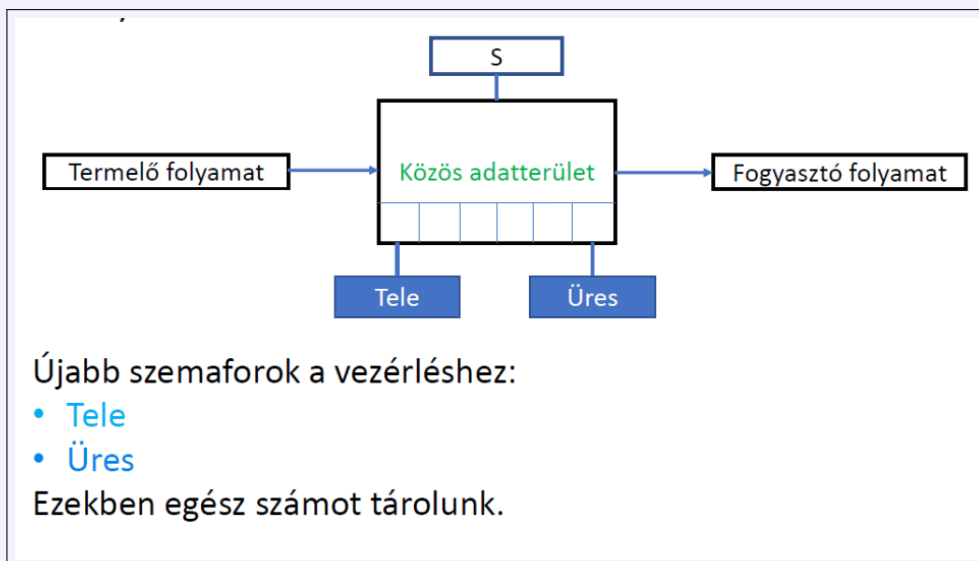 S
Termelő folyamat
Közös adatterület
Fogyasztó folyamat
Tele
Üres
Újabb szemaforok a vezérléshez:
• Tele
• Üres
Ezekben egész számot tárolunk.